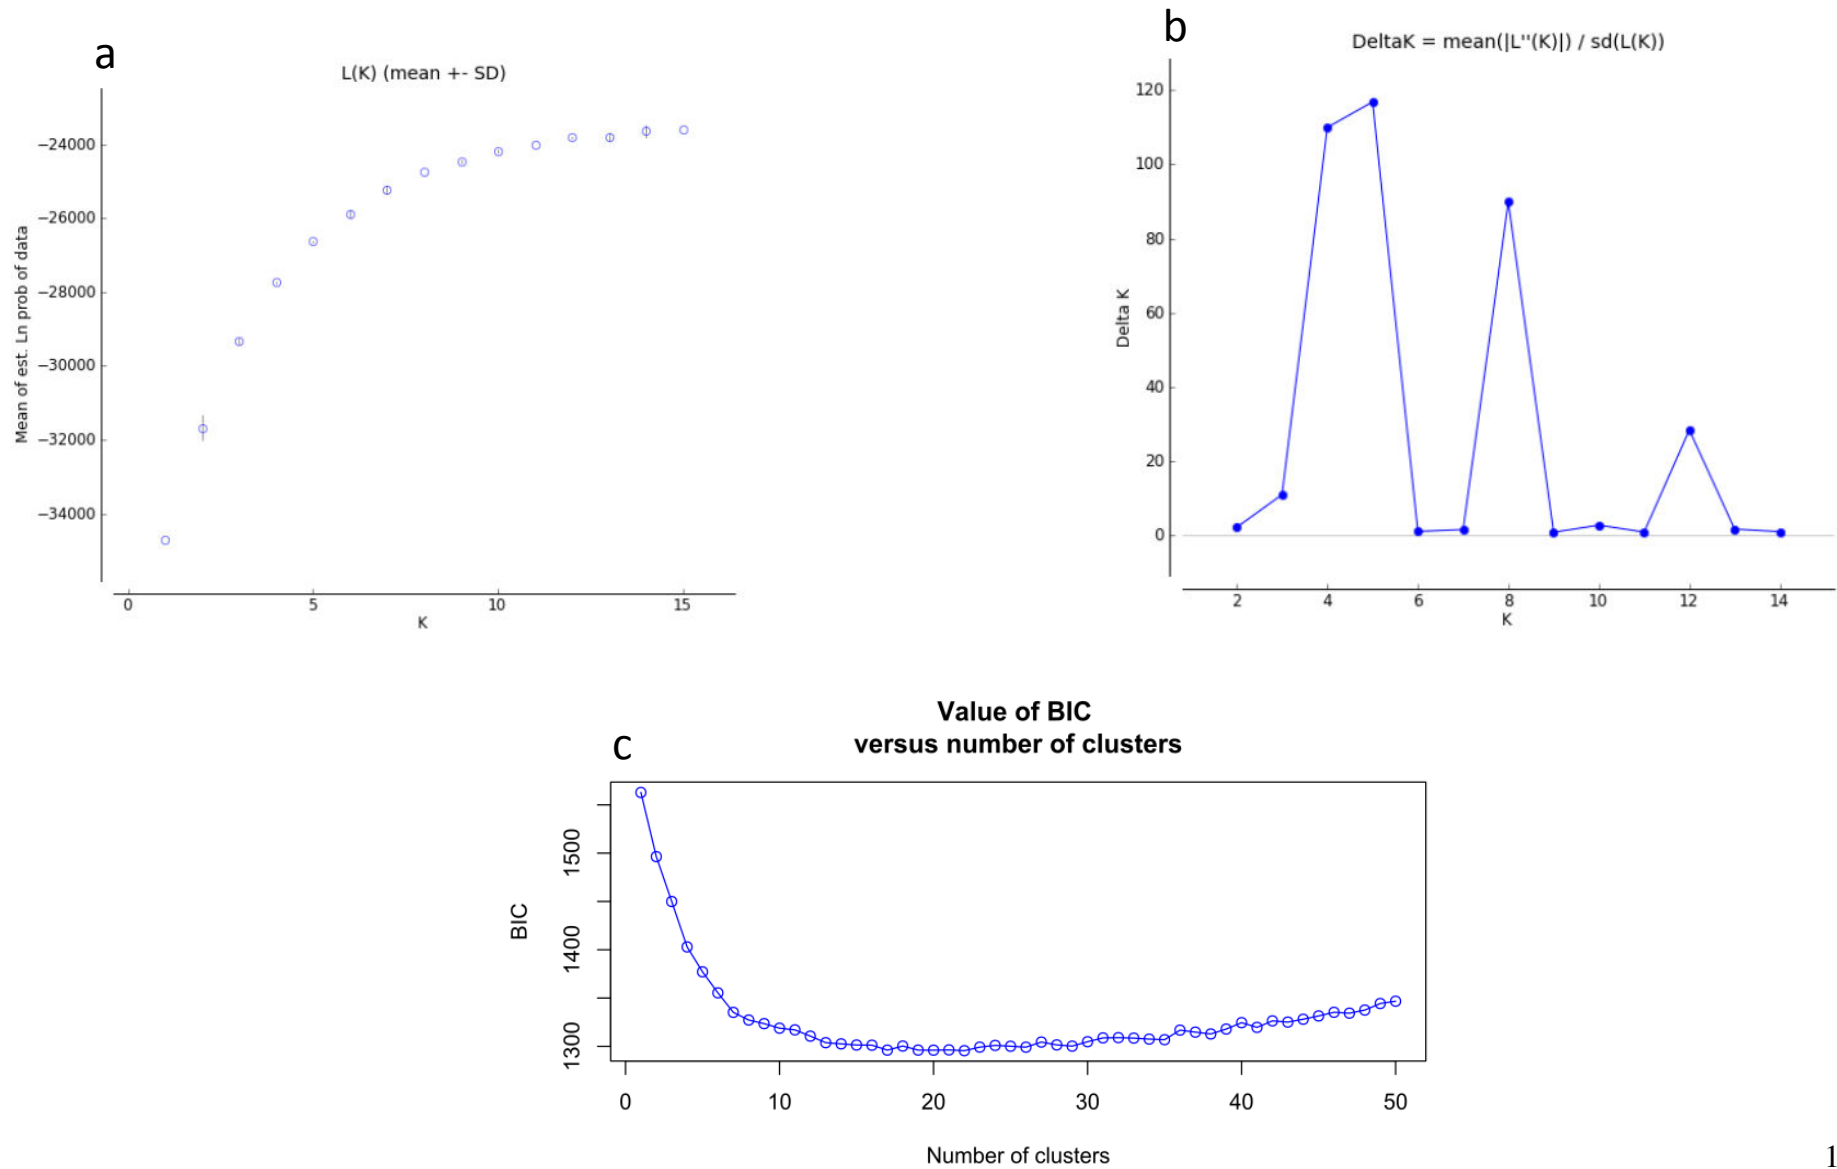 a
L(K) (mean +- SD)
Mean of est. Ln prob of data
−24000
−26000
−28000
−30000
−32000
−34000
0 5 10 15
K
b
DeltaK = mean(|L''(K)|) / sd(L(K))
Delta K
120
100
80
60
40
20
0
2 4 6 8 10 12 14
K
c
Value of BIC
versus number of clusters
BIC
1500
1400
1300
0 10 20 30 40 50
Number of clusters
1